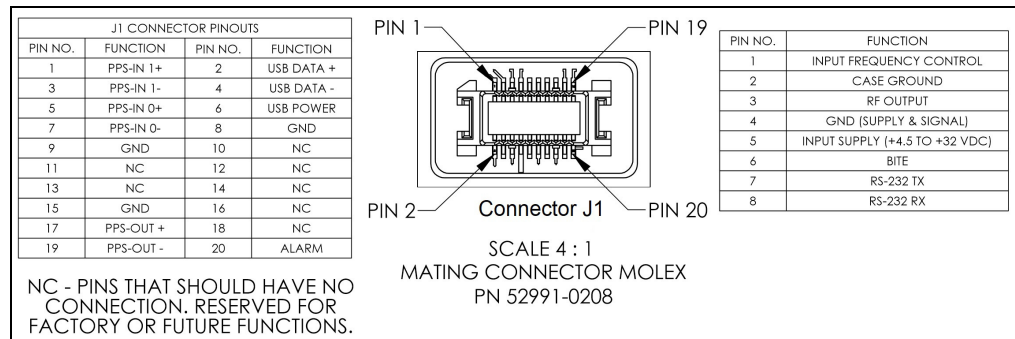 J1 CONNECTOR PINOUTS
PIN NO. FUNCTION PIN NO. FUNCTION
1 PPS-IN 1+ 2 USB DATA +
3 PPS-IN 1- 4 USB DATA -
5 PPS-IN 0+ 6 USB POWER
7 PPS-IN 0- 8 GND
9 GND 10 NC
11 NC 12 NC
13 NC 14 NC
15 GND 16 NC
17 PPS-OUT + 18 NC
19 PPS-OUT - 20 ALARM
NC - PINS THAT SHOULD HAVE NO
CONNECTION. RESERVED FOR
FACTORY OR FUTURE FUNCTIONS.
PIN 1 PIN 19
PIN 2 Connector J1 PIN 20
SCALE 4 : 1
MATING CONNECTOR MOLEX
PN 52991-0208
PIN NO. FUNCTION
1 INPUT FREQUENCY CONTROL
2 CASE GROUND
3 RF OUTPUT
4 GND (SUPPLY & SIGNAL)
5 INPUT SUPPLY (+4.5 TO +32 VDC)
6 BITE
7 RS-232 TX
8 RS-232 RX